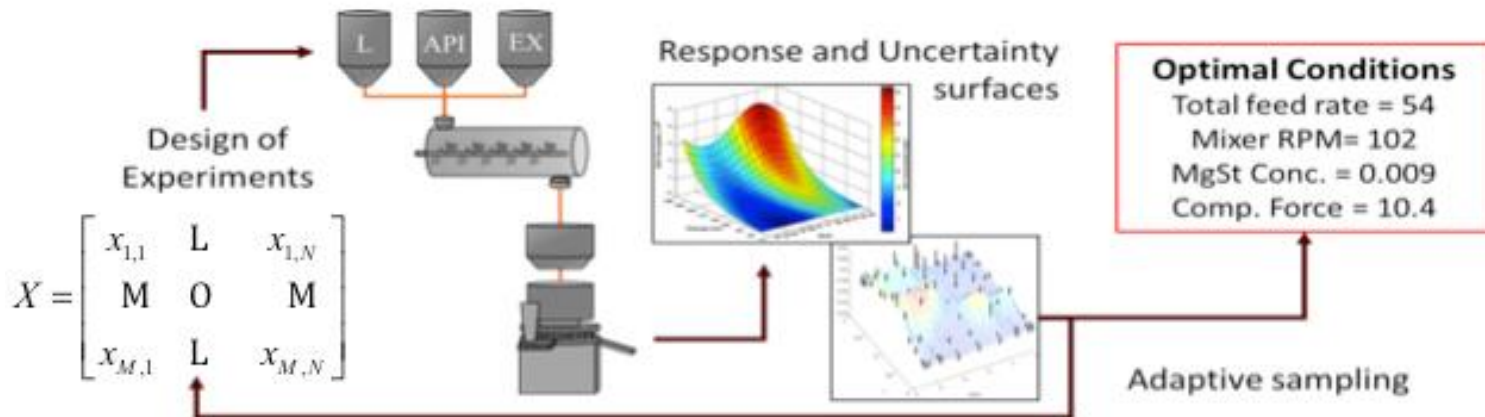 L API EX
Design of
Experiments
X = [
x1,1 L x1,N
M O M
xM,1 L xM,N
]
Response and Uncertainty
surfaces
Optimal Conditions
Total feed rate = 54
Mixer RPM= 102
MgSt Conc. = 0.009
Comp. Force = 10.4
Adaptive sampling